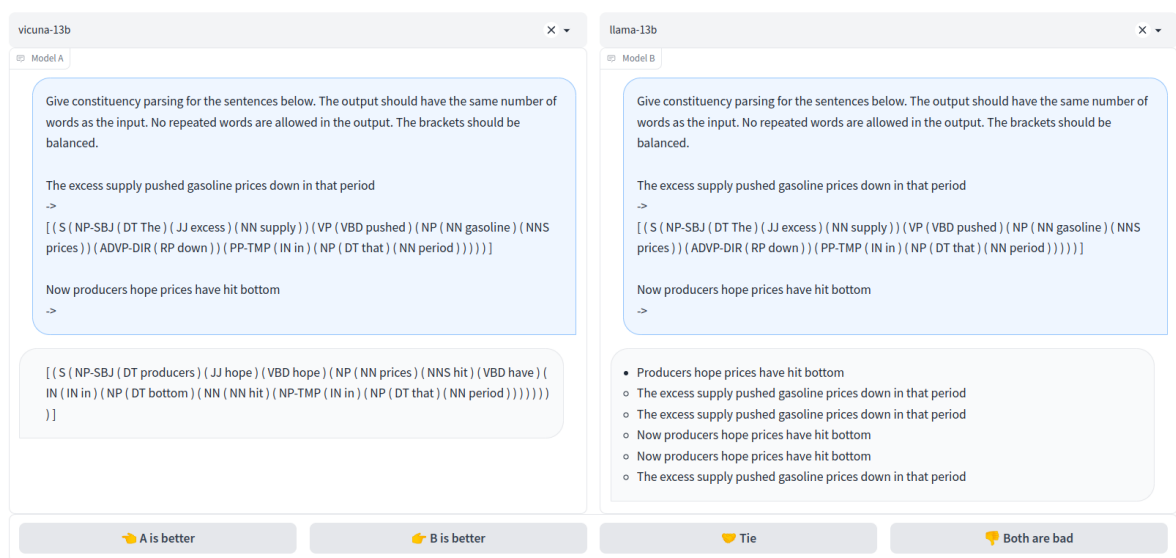 vicuna-13b
Model A
Give constituency parsing for the sentences below. The output should have the same number of
words as the input. No repeated words are allowed in the output. The brackets should be
balanced.
The excess supply pushed gasoline prices down in that period
->
[ ( S ( NP-SBJ ( DT The ) ( JJ excess ) ( NN supply ) ) ( VP ( VBD pushed ) ( NP ( NN gasoline ) ( NNS
prices ) ) ( ADVP-DIR ( RP down ) ) ( PP-TMP ( IN in ) ( NP ( DT that ) ( NN period ) ) ) ) ) ]
Now producers hope prices have hit bottom
->
[ ( S ( NP-SBJ ( DT producers ) ( JJ hope ) ( VBD hope ) ( NP ( NN prices ) ( NNS hit ) ( VBD have ) (
IN ( IN in ) ( NP ( DT bottom ) ( NN ( NN hit ) ( NP-TMP ( IN in ) ( NP ( DT that ) ( NN period ) ) ) ) ) ) )
) ]
llama-13b
Model B
Give constituency parsing for the sentences below. The output should have the same number of
words as the input. No repeated words are allowed in the output. The brackets should be
balanced.
The excess supply pushed gasoline prices down in that period
->
[ ( S ( NP-SBJ ( DT The ) ( JJ excess ) ( NN supply ) ) ( VP ( VBD pushed ) ( NP ( NN gasoline ) ( NNS
prices ) ) ( ADVP-DIR ( RP down ) ) ( PP-TMP ( IN in ) ( NP ( DT that ) ( NN period ) ) ) ) ) ]
Now producers hope prices have hit bottom
->
Producers hope prices have hit bottom
The excess supply pushed gasoline prices down in that period
The excess supply pushed gasoline prices down in that period
Now producers hope prices have hit bottom
Now producers hope prices have hit bottom
The excess supply pushed gasoline prices down in that period
👈 A is better
👉 B is better
🤝 Tie
👎 Both are bad